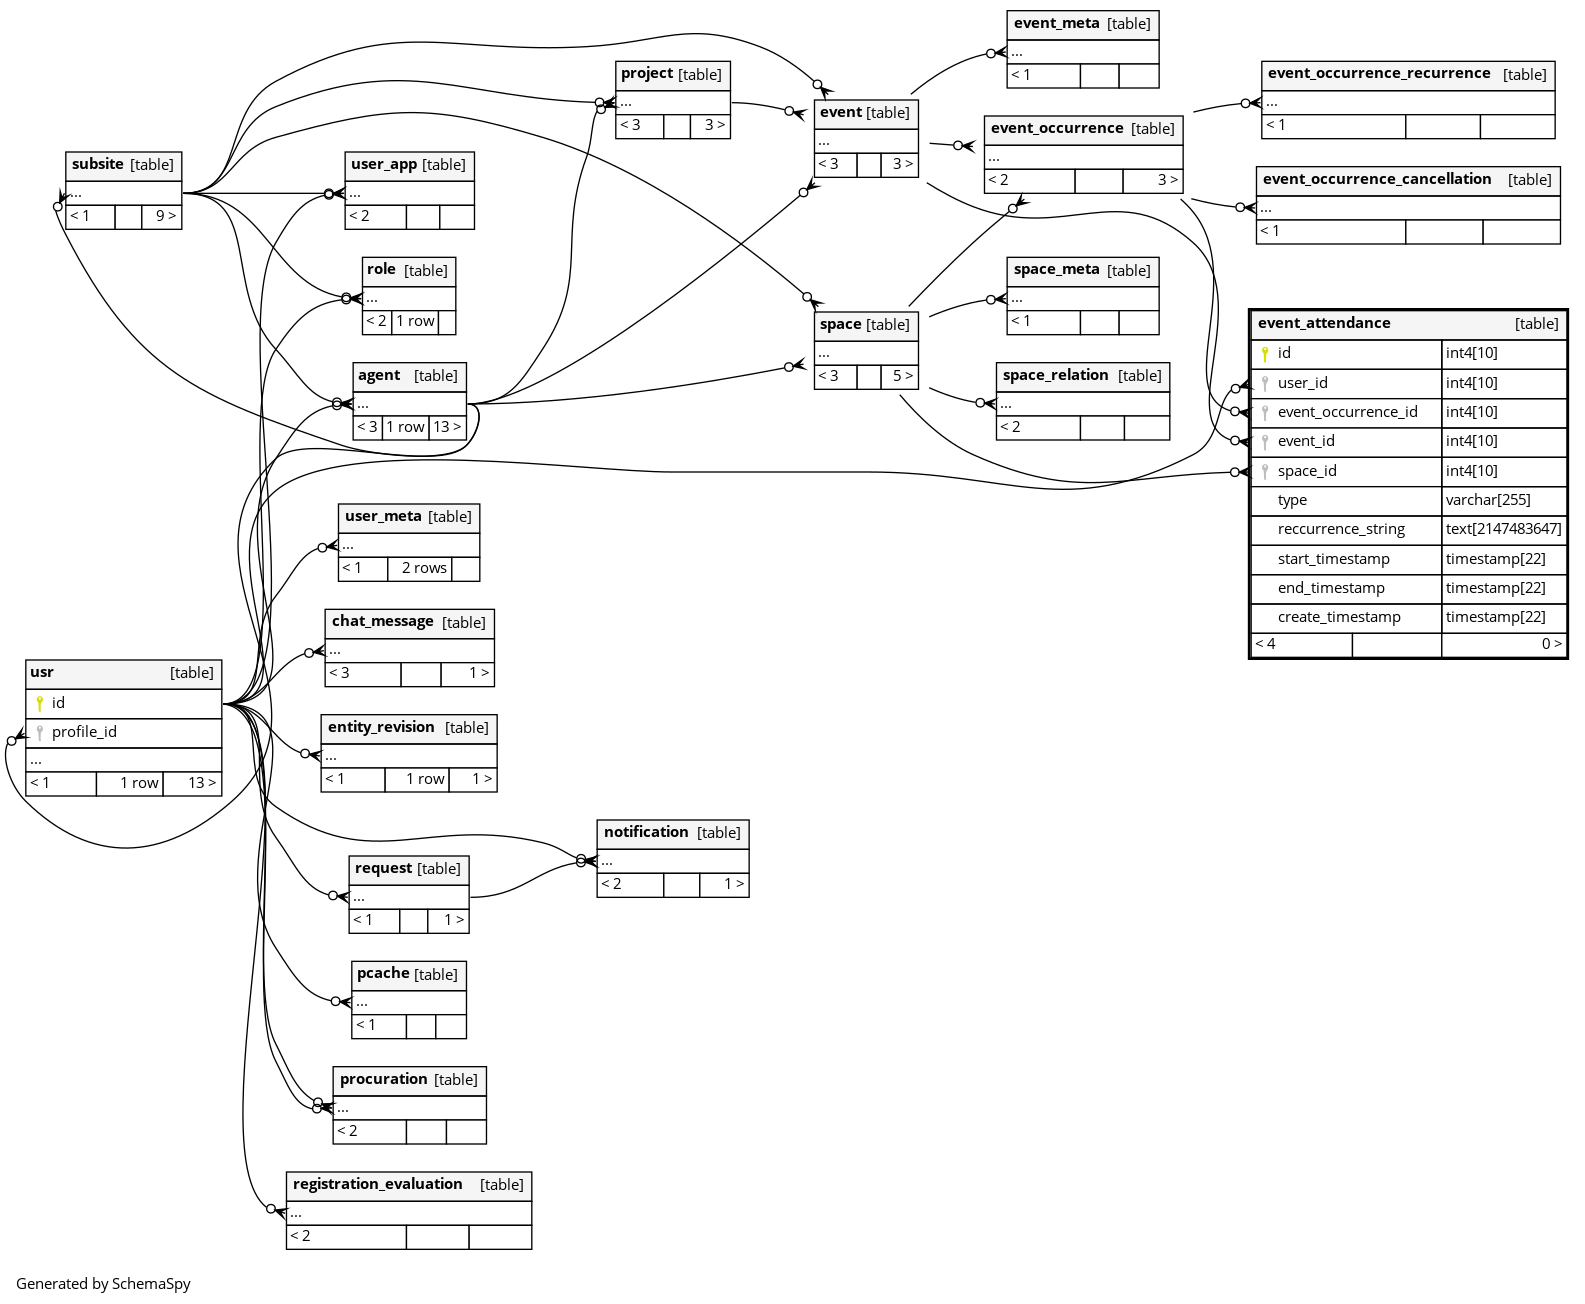 event_meta [table]
...
< 1
project [table]
...
< 3 3 >
event_occurrence_recurrence [table]
...
< 1
event [table]
...
< 3 3 >
event_occurrence [table]
...
< 2 3 >
subsite [table]
...
< 1 9 >
user_app [table]
...
< 2
event_occurrence_cancellation [table]
...
< 1
role [table]
...
< 2 1 row
space_meta [table]
...
< 1
space [table]
...
< 3 5 >
agent [table]
...
< 3 1 row 13 >
space_relation [table]
...
< 2
event_attendance [table]
id int4[10]
user_id int4[10]
event_occurrence_id int4[10]
event_id int4[10]
space_id int4[10]
type varchar[255]
reccurrence_string text[2147483647]
start_timestamp timestamp[22]
end_timestamp timestamp[22]
create_timestamp timestamp[22]
< 4 0 >
user_meta [table]
...
< 1 2 rows
chat_message [table]
...
< 3 1 >
usr [table]
id
profile_id
...
< 1 1 row 13 >
entity_revision [table]
...
< 1 1 row 1 >
notification [table]
...
< 2 1 >
request [table]
...
< 1 1 >
pcache [table]
...
< 1
procuration [table]
...
< 2
registration_evaluation [table]
...
< 2
Generated by SchemaSpy